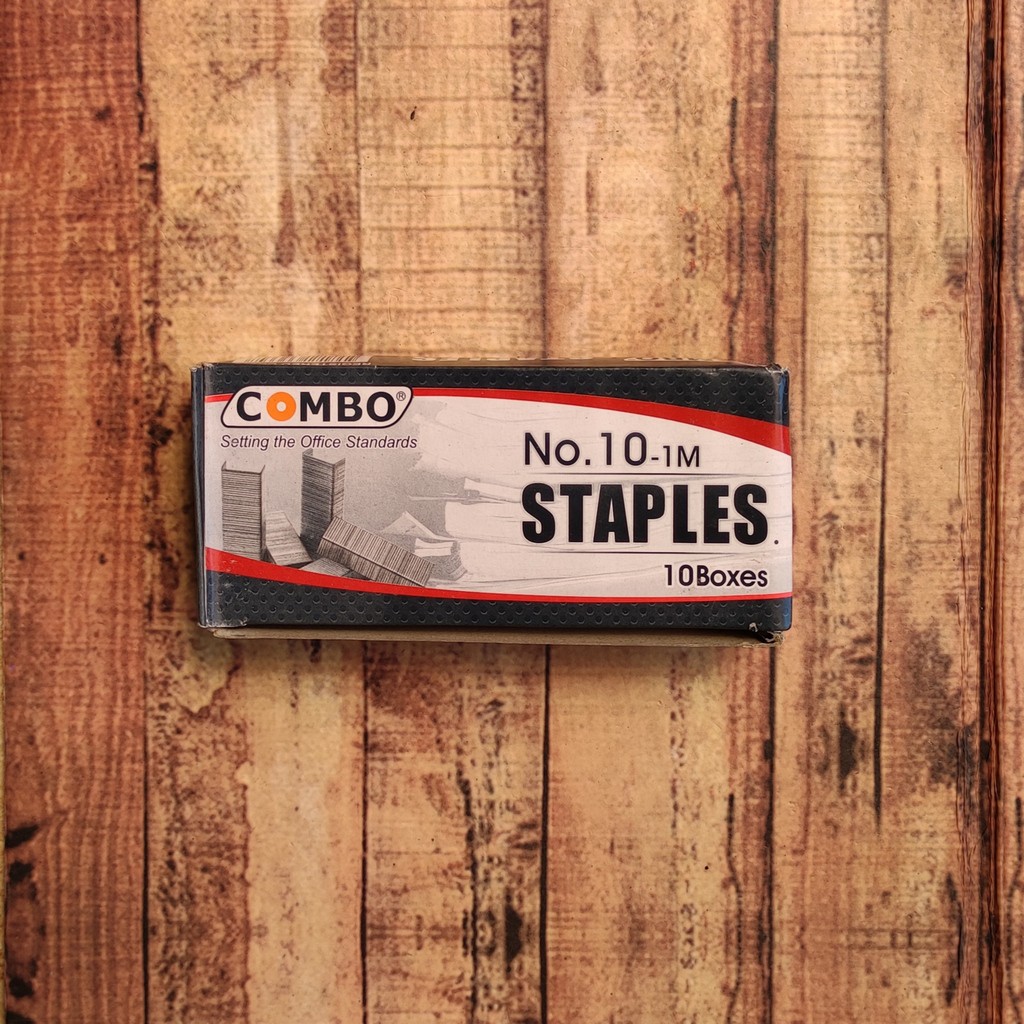 COMBO®
Setting the Office Standards
No.10-1M
STAPLES.
10Boxes